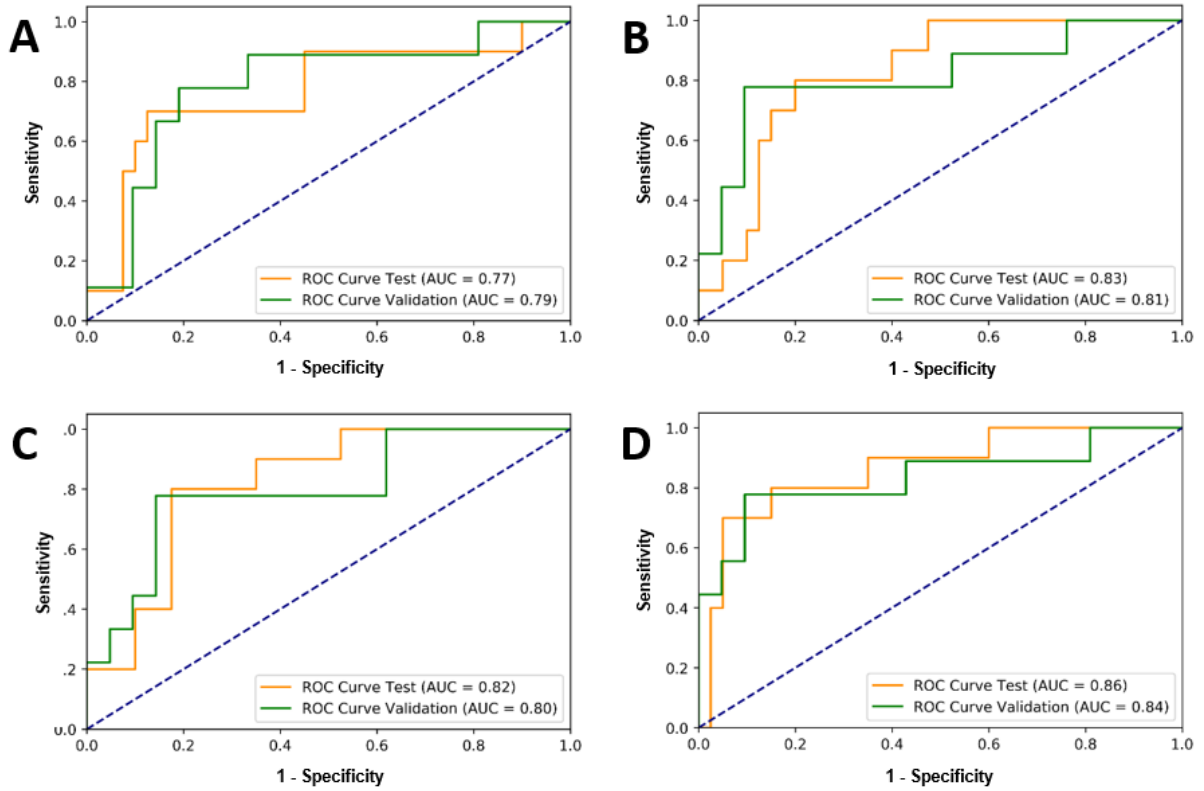 A
1.0
0.8
0.6
0.4
0.2
0.0
Sensitivity
ROC Curve Test (AUC = 0.77)
ROC Curve Validation (AUC = 0.79)
0.0 0.2 0.4 0.6 0.8 1.0
1 - Specificity
B
1.0
0.8
0.6
0.4
0.2
0.0
Sensitivity
ROC Curve Test (AUC = 0.83)
ROC Curve Validation (AUC = 0.81)
0.0 0.2 0.4 0.6 0.8 1.0
1 - Specificity
C
.0
.8
.6
.4
.2
.0
Sensitivity
ROC Curve Test (AUC = 0.82)
ROC Curve Validation (AUC = 0.80)
0.0 0.2 0.4 0.6 0.8 1.0
1 - Specificity
D
1.0
0.8
0.6
0.4
0.2
0.0
Sensitivity
ROC Curve Test (AUC = 0.86)
ROC Curve Validation (AUC = 0.84)
0.0 0.2 0.4 0.6 0.8 1.0
1 - Specificity